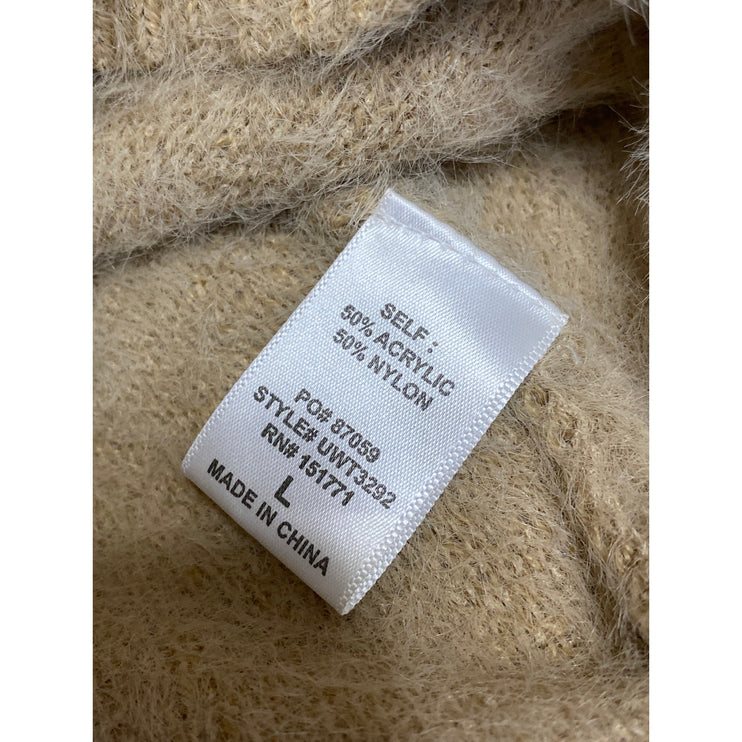 SELF :
50% ACRYLIC
50% NYLON
PO# 87059
STYLE# UWT3292
RN# 151771
L
MADE IN CHINA